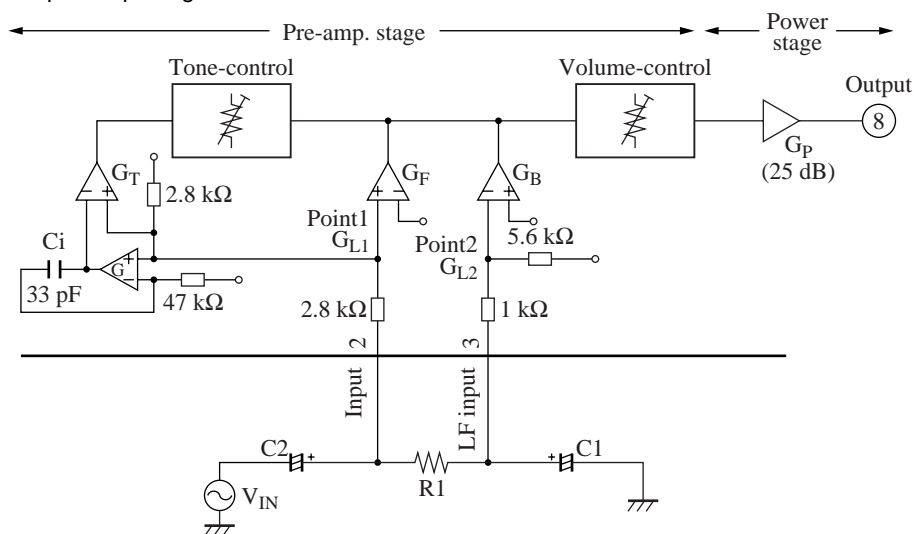 Pre-amp. stage
Power
stage
Tone-control
Volume-control
Output
8
G_T
2.8 kΩ
G_F
G_B
G_P
(25 dB)
Point1
G_L1
Point2
G_L2
5.6 kΩ
Ci
33 pF
G
47 kΩ
2.8 kΩ
1 kΩ
2
3
Input
LF input
C2
R1
C1
V_IN